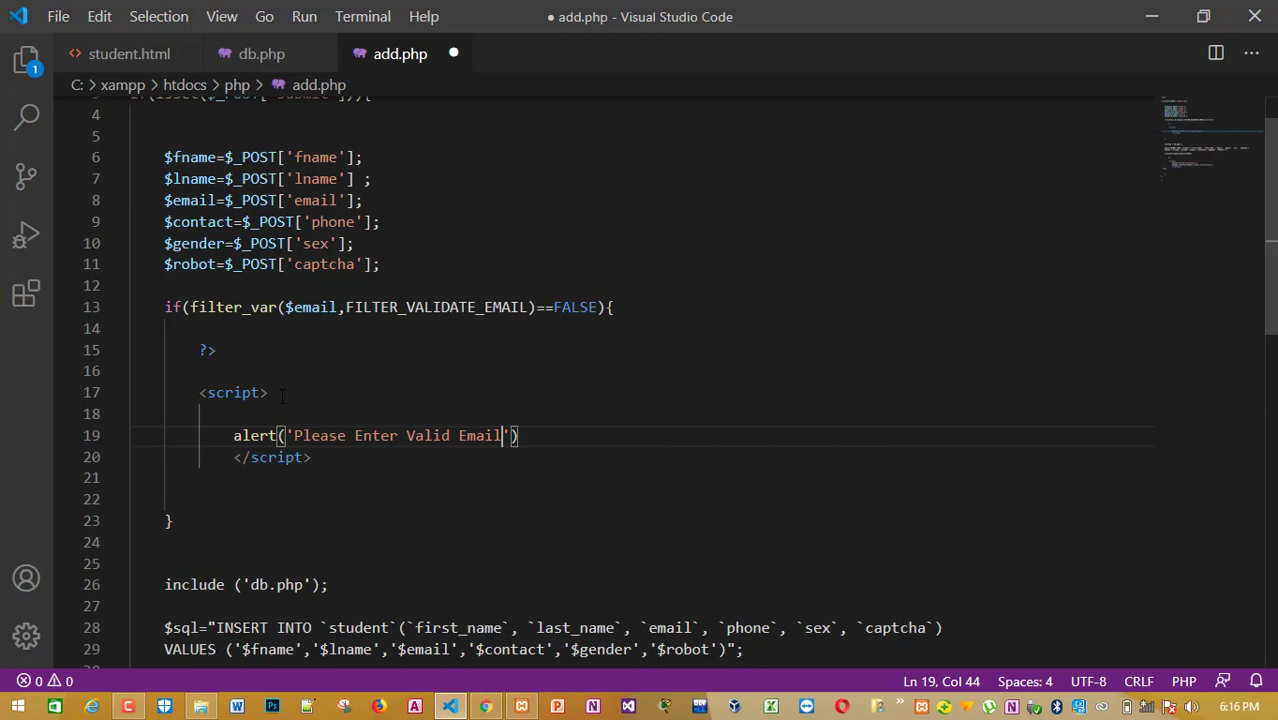 File Edit Selection View Go Run Terminal Help ● add.php - Visual Studio Code
student.html db.php add.php
C: > xampp > htdocs > php > add.php
4
5
6 $fname=$_POST['fname'];
7 $lname=$_POST['lname'] ;
8 $email=$_POST['email'];
9 $contact=$_POST['phone'];
10 $gender=$_POST['sex'];
11 $robot=$_POST['captcha'];
12
13 if(filter_var($email,FILTER_VALIDATE_EMAIL)==FALSE){
14
15 ?>
16
17 <script>
18
19 alert('Please Enter Valid Email')
20 </script>
21
22
23 }
24
25
26 include ('db.php');
27
28 $sql="INSERT INTO `student`(`first_name`, `last_name`, `email`, `phone`, `sex`, `captcha`)
29 VALUES ('$fname','$lname','$email','$contact','$gender','$robot')";
1
0 0 Ln 19, Col 44 Spaces: 4 UTF-8 CRLF PHP
6:16 PM